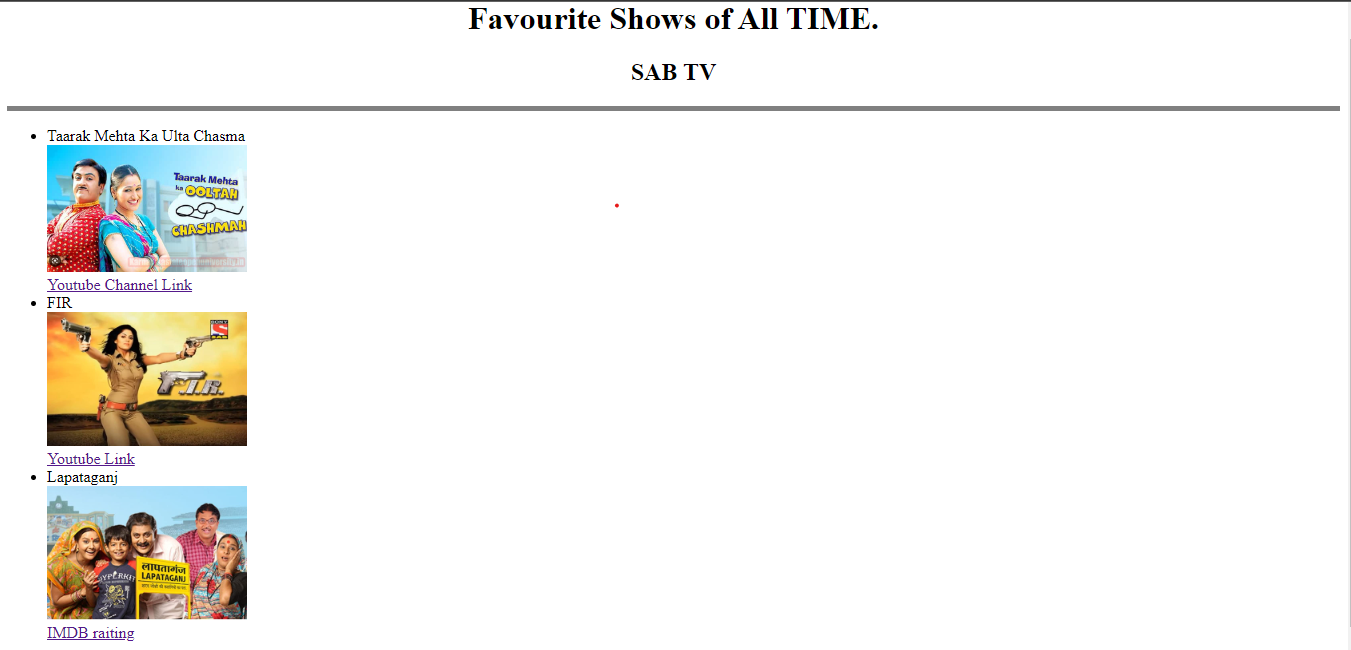 Favourite Shows of All TIME.
SAB TV
Taarak Mehta Ka Ulta Chasma
Taarak Mehta
ka OOLTAH
CHASHMAH
Youtube Channel Link
FIR
SONY
SAB
F.I.R.
Youtube Link
Lapataganj
लापतागंज
LAPATAGANJ
IMDB raiting